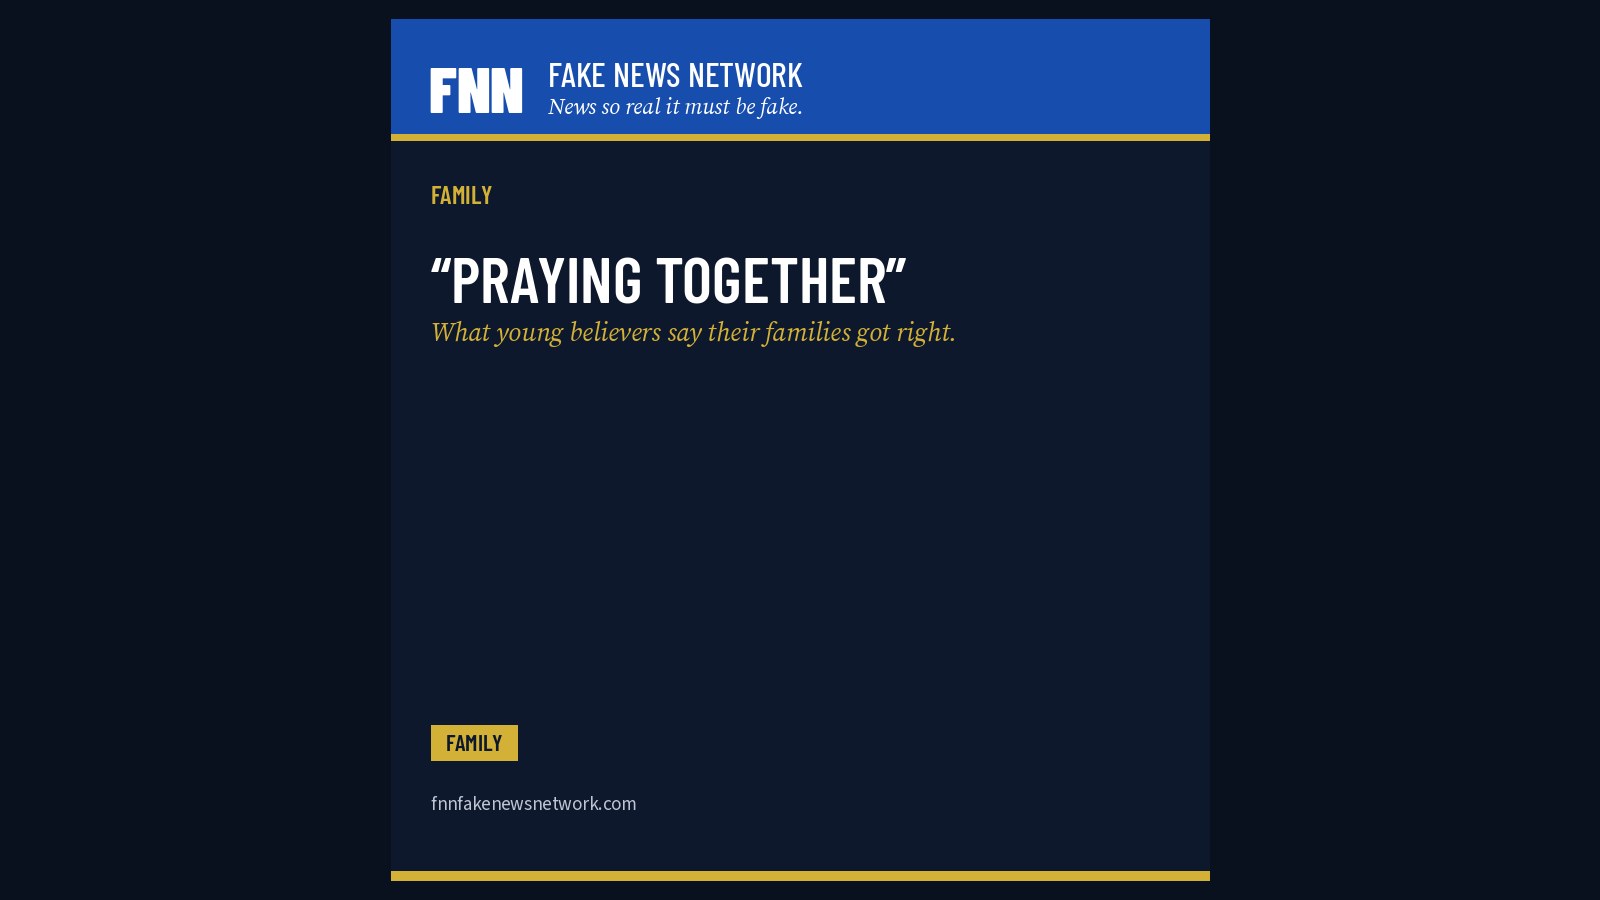 FNN
FAKE NEWS NETWORK
News so real it must be fake.
FAMILY
“PRAYING TOGETHER”
What young believers say their families got right.
FAMILY
fnnfakenewsnetwork.com